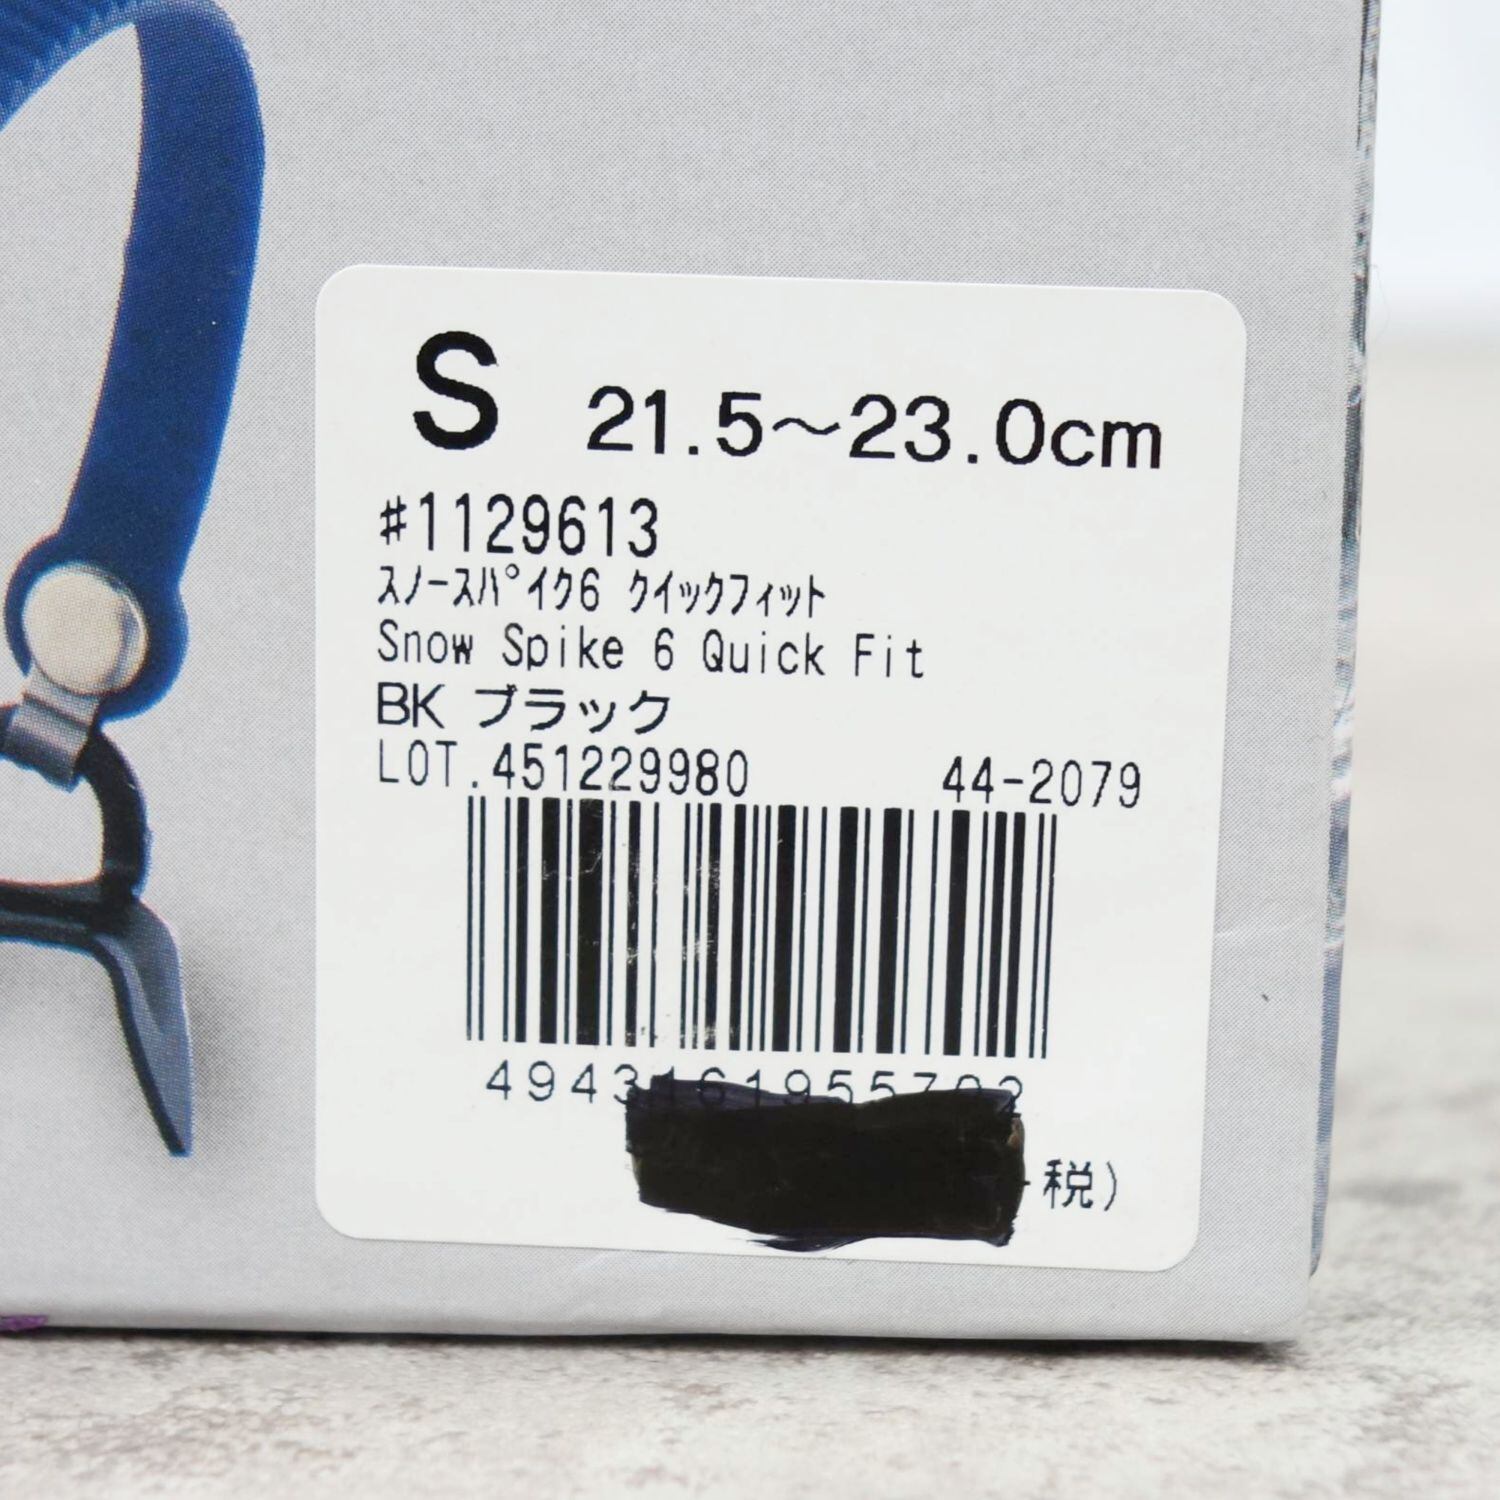 S 21.5〜23.0cm
#1129613
ｽﾉｰｽﾊﾟｲｸ6 ｸｲｯｸﾌｨｯﾄ
Snow Spike 6 Quick Fit
BK ブラック
LOT.451229980 44-2079
4943161955702
税)